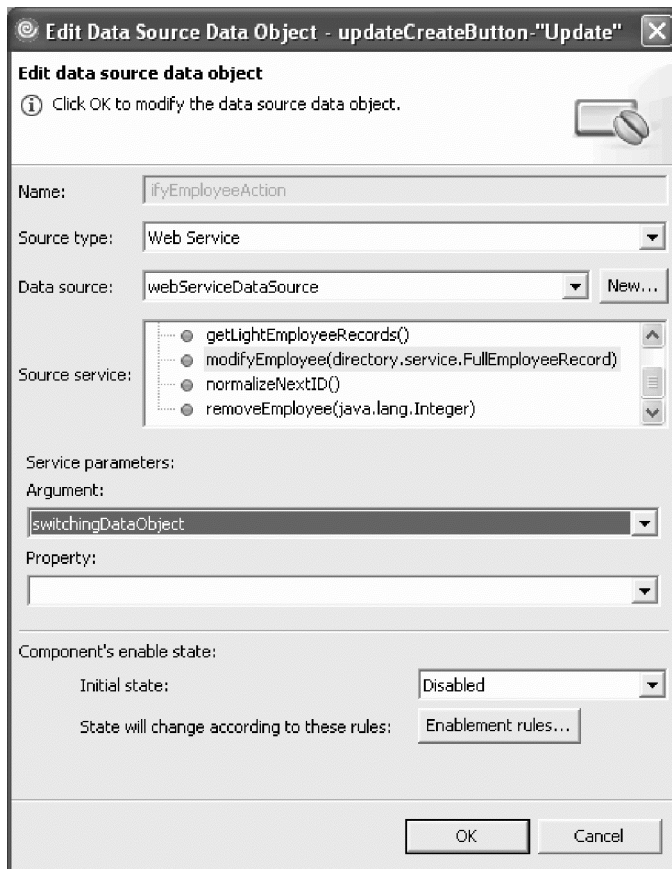 Edit Data Source Data Object - updateCreateButton-"Update"
Edit data source data object
Click OK to modify the data source data object.
Name: ifyEmployeeAction
Source type: Web Service
Data source: webServiceDataSource New...
Source service:
getLightEmployeeRecords()
modifyEmployee(directory.service.FullEmployeeRecord)
normalizeNextID()
removeEmployee(java.lang.Integer)
Service parameters:
Argument:
switchingDataObject
Property:
Component's enable state:
Initial state: Disabled
State will change according to these rules: Enablement rules...
OK Cancel